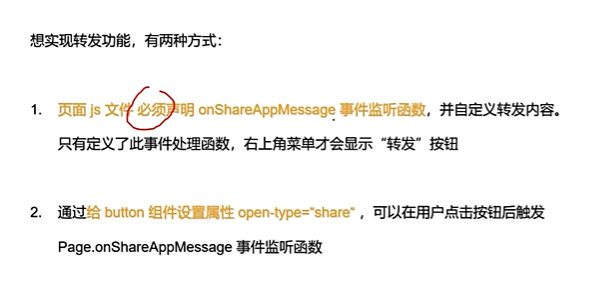 想实现转发功能，有两种方式：
1. 页面 js 文件 必须声明 onShareAppMessage 事件监听函数，并自定义转发内容。
只有定义了此事件处理函数，右上角菜单才会显示“转发”按钮
2. 通过给 button 组件设置属性 open-type="share" ，可以在用户点击按钮后触发
Page.onShareAppMessage 事件监听函数